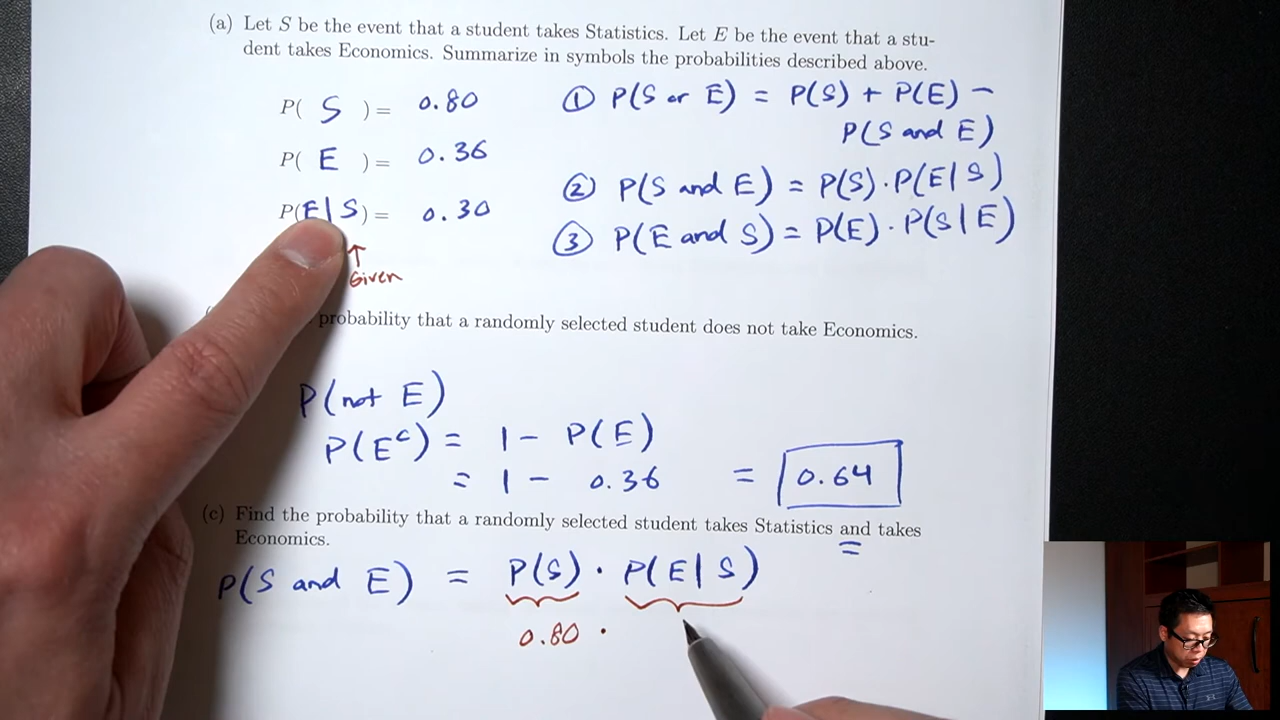 (a) Let S be the event that a student takes Statistics. Let E be the event that a stu-
dent takes Economics. Summarize in symbols the probabilities described above.
P( S ) = 0.80
P( E ) = 0.36
P(E|S) = 0.30
↑
Given
① P(S or E) = P(S) + P(E) −
P(S and E)
② P(S and E) = P(S) · P(E|S)
③ P(E and S) = P(E) · P(S|E)
probability that a randomly selected student does not take Economics.
P(not E)
P(Eᶜ) = 1 − P(E)
= 1 − 0.36 = 0.64
(c) Find the probability that a randomly selected student takes Statistics and takes
Economics.
P(S and E) = P(S) · P(E|S)
0.80 ·